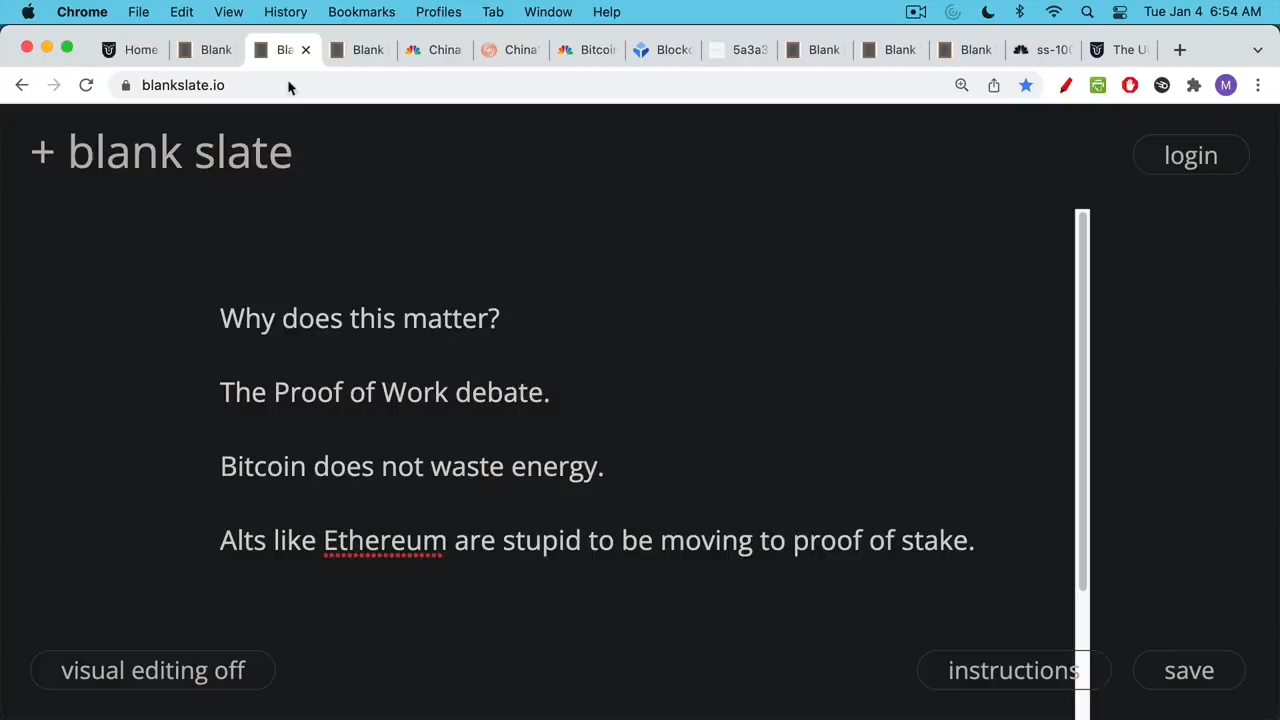 Chrome File Edit View History Bookmarks Profiles Tab Window Help Tue Jan 4 6:54 AM
Home Blank Bla Blank China China' Bitcoin Blockc 5a3a3 Blank Blank Blank ss-100 The U
blankslate.io M
+ blank slate
login
Why does this matter?
The Proof of Work debate.
Bitcoin does not waste energy.
Alts like Ethereum are stupid to be moving to proof of stake.
visual editing off instructions save